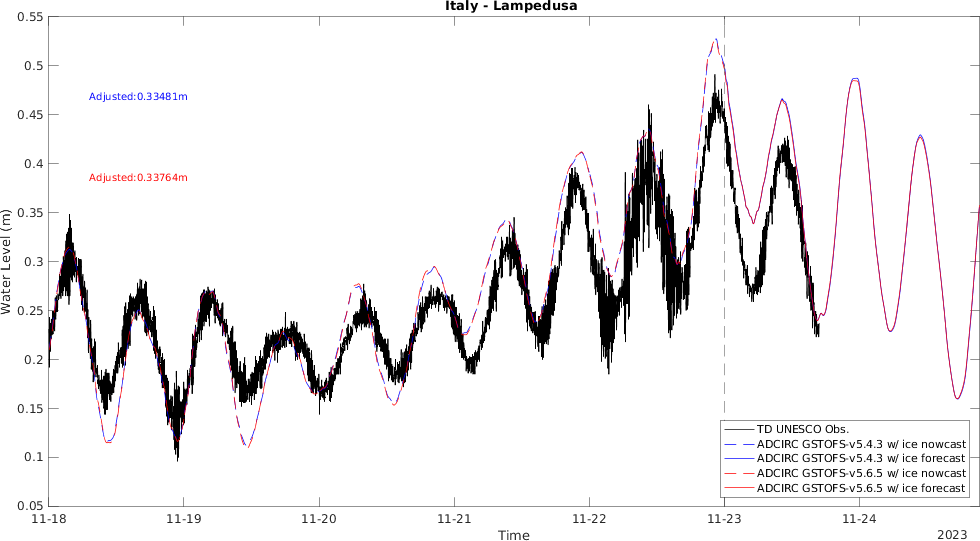 Italy - Lampedusa
0.55
0.5
0.45
0.4
0.35
0.3
0.25
0.2
0.15
0.1
0.05
Water Level (m)
Adjusted:0.33481m
Adjusted:0.33764m
TD UNESCO Obs.
ADCIRC GSTOFS-v5.4.3 w/ ice nowcast
ADCIRC GSTOFS-v5.4.3 w/ ice forecast
ADCIRC GSTOFS-v5.6.5 w/ ice nowcast
ADCIRC GSTOFS-v5.6.5 w/ ice forecast
11-18 11-19 11-20 11-21 11-22 11-23 11-24
Time
2023